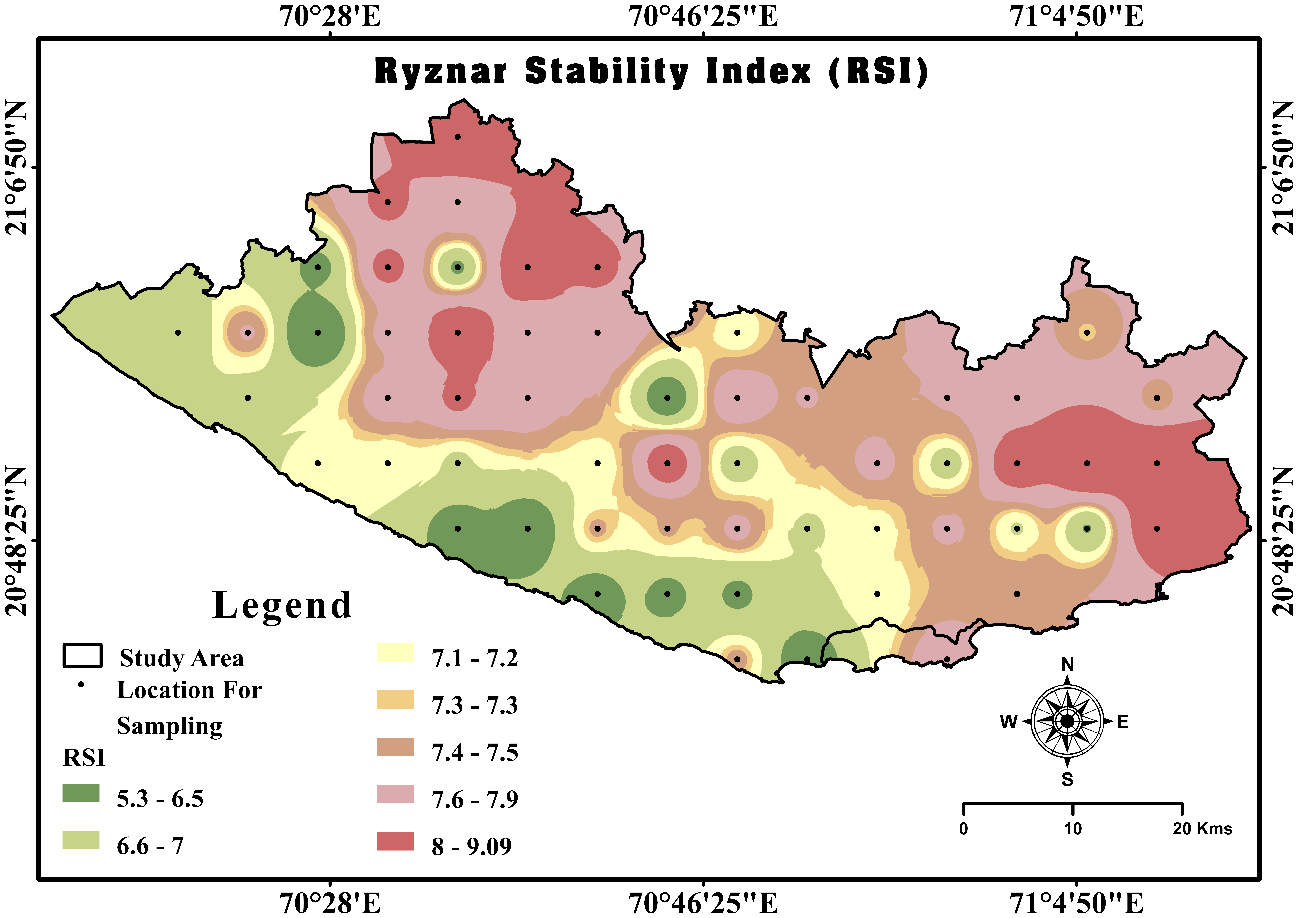 70°28'E 70°46'25"E 71°4'50"E
Ryznar Stability Index (RSI)
21°6'50"N 21°6'50"N
20°48'25"N 20°48'25"N
Legend
Study Area
Location For
Sampling
RSI
5.3 - 6.5
6.6 - 7
7.1 - 7.2
7.3 - 7.3
7.4 - 7.5
7.6 - 7.9
8 - 9.09
N
W E
S
0 10 20 Kms
70°28'E 70°46'25"E 71°4'50"E